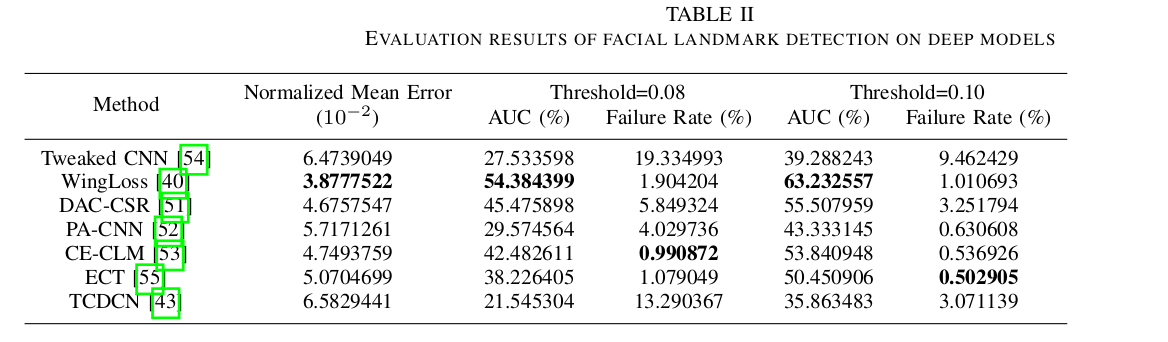 TABLE II
EVALUATION RESULTS OF FACIAL LANDMARK DETECTION ON DEEP MODELS
Method Normalized Mean Error (10⁻²) Threshold=0.08 Threshold=0.10
AUC (%) Failure Rate (%) AUC (%) Failure Rate (%)
Tweaked CNN [54] 6.4739049 27.533598 19.334993 39.288243 9.462429
WingLoss [40] 3.8777522 54.384399 1.904204 63.232557 1.010693
DAC-CSR [51] 4.6757547 45.475898 5.849324 55.507959 3.251794
PA-CNN [52] 5.7171261 29.574564 4.029736 43.333145 0.630608
CE-CLM [53] 4.7493759 42.482611 0.990872 53.840948 0.536926
ECT [55] 5.0704699 38.226405 1.079049 50.450906 0.502905
TCDCN [43] 6.5829441 21.545304 13.290367 35.863483 3.071139